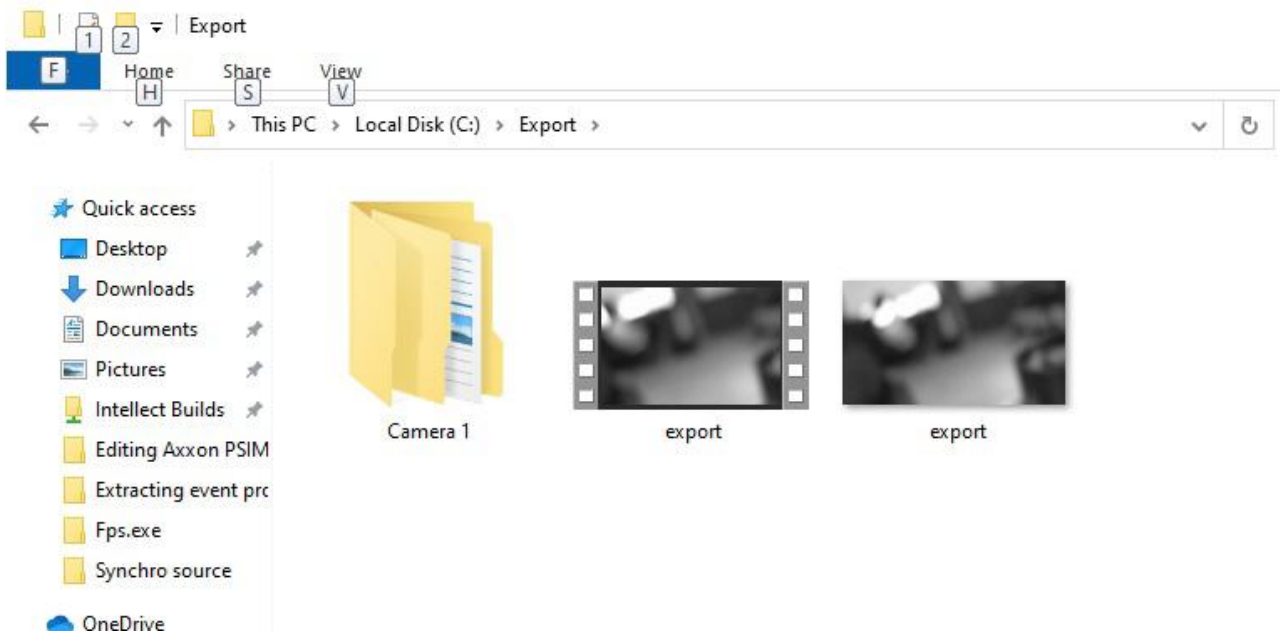 Export
1
2
F
Home
Share
View
H
S
V
This PC > Local Disk (C:) > Export >
Quick access
Desktop
Downloads
Documents
Pictures
Intellect Builds
Editing Axxon PSIM
Extracting event prc
Fps.exe
Synchro source
OneDrive
Camera 1
export
export